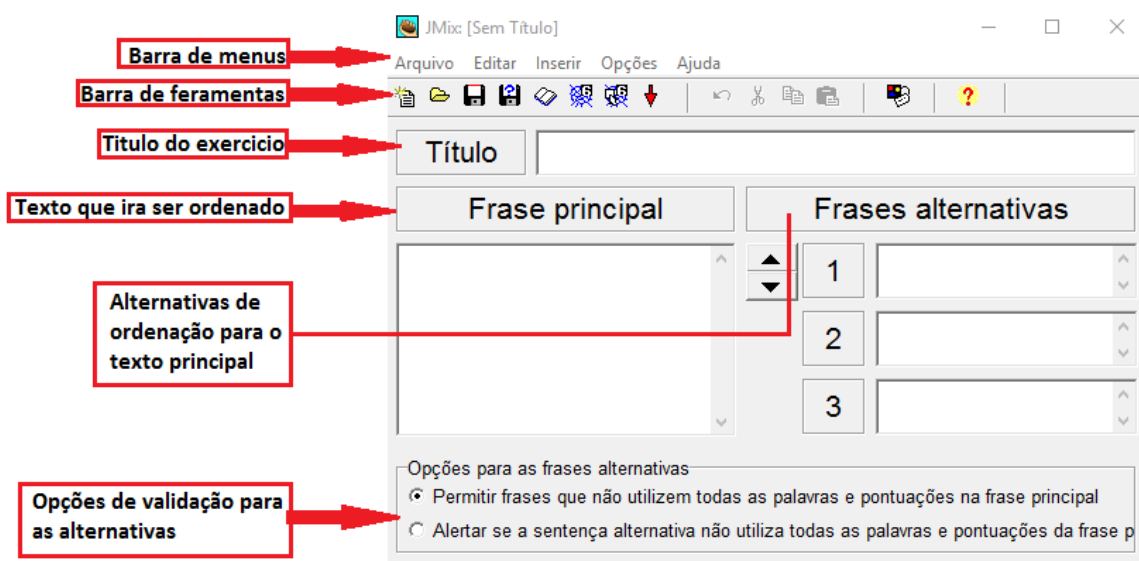 JMix: [Sem Título]
Barra de menus
Arquivo Editar Inserir Opções Ajuda
Barra de feramentas
Titulo do exercicio
Título
Texto que ira ser ordenado
Frase principal
Frases alternativas
1
Alternativas de
ordenação para o
texto principal
2
3
Opções para as frases alternativas
Permitir frases que não utilizem todas as palavras e pontuações na frase principal
Opções de validação para
as alternativas
Alertar se a sentença alternativa não utiliza todas as palavras e pontuações da frase p